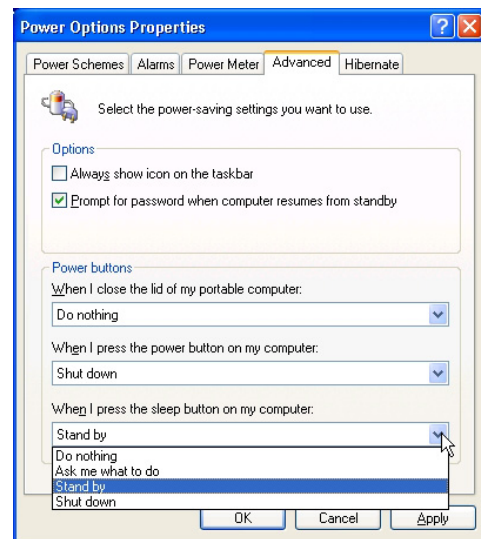 Power Options Properties
Power Schemes Alarms Power Meter Advanced Hibernate
Select the power-saving settings you want to use.
Options
Always show icon on the taskbar
Prompt for password when computer resumes from standby
Power buttons
When I close the lid of my portable computer:
Do nothing
When I press the power button on my computer:
Shut down
When I press the sleep button on my computer:
Stand by
Do nothing
Ask me what to do
Stand by
Shut down
OK Cancel Apply